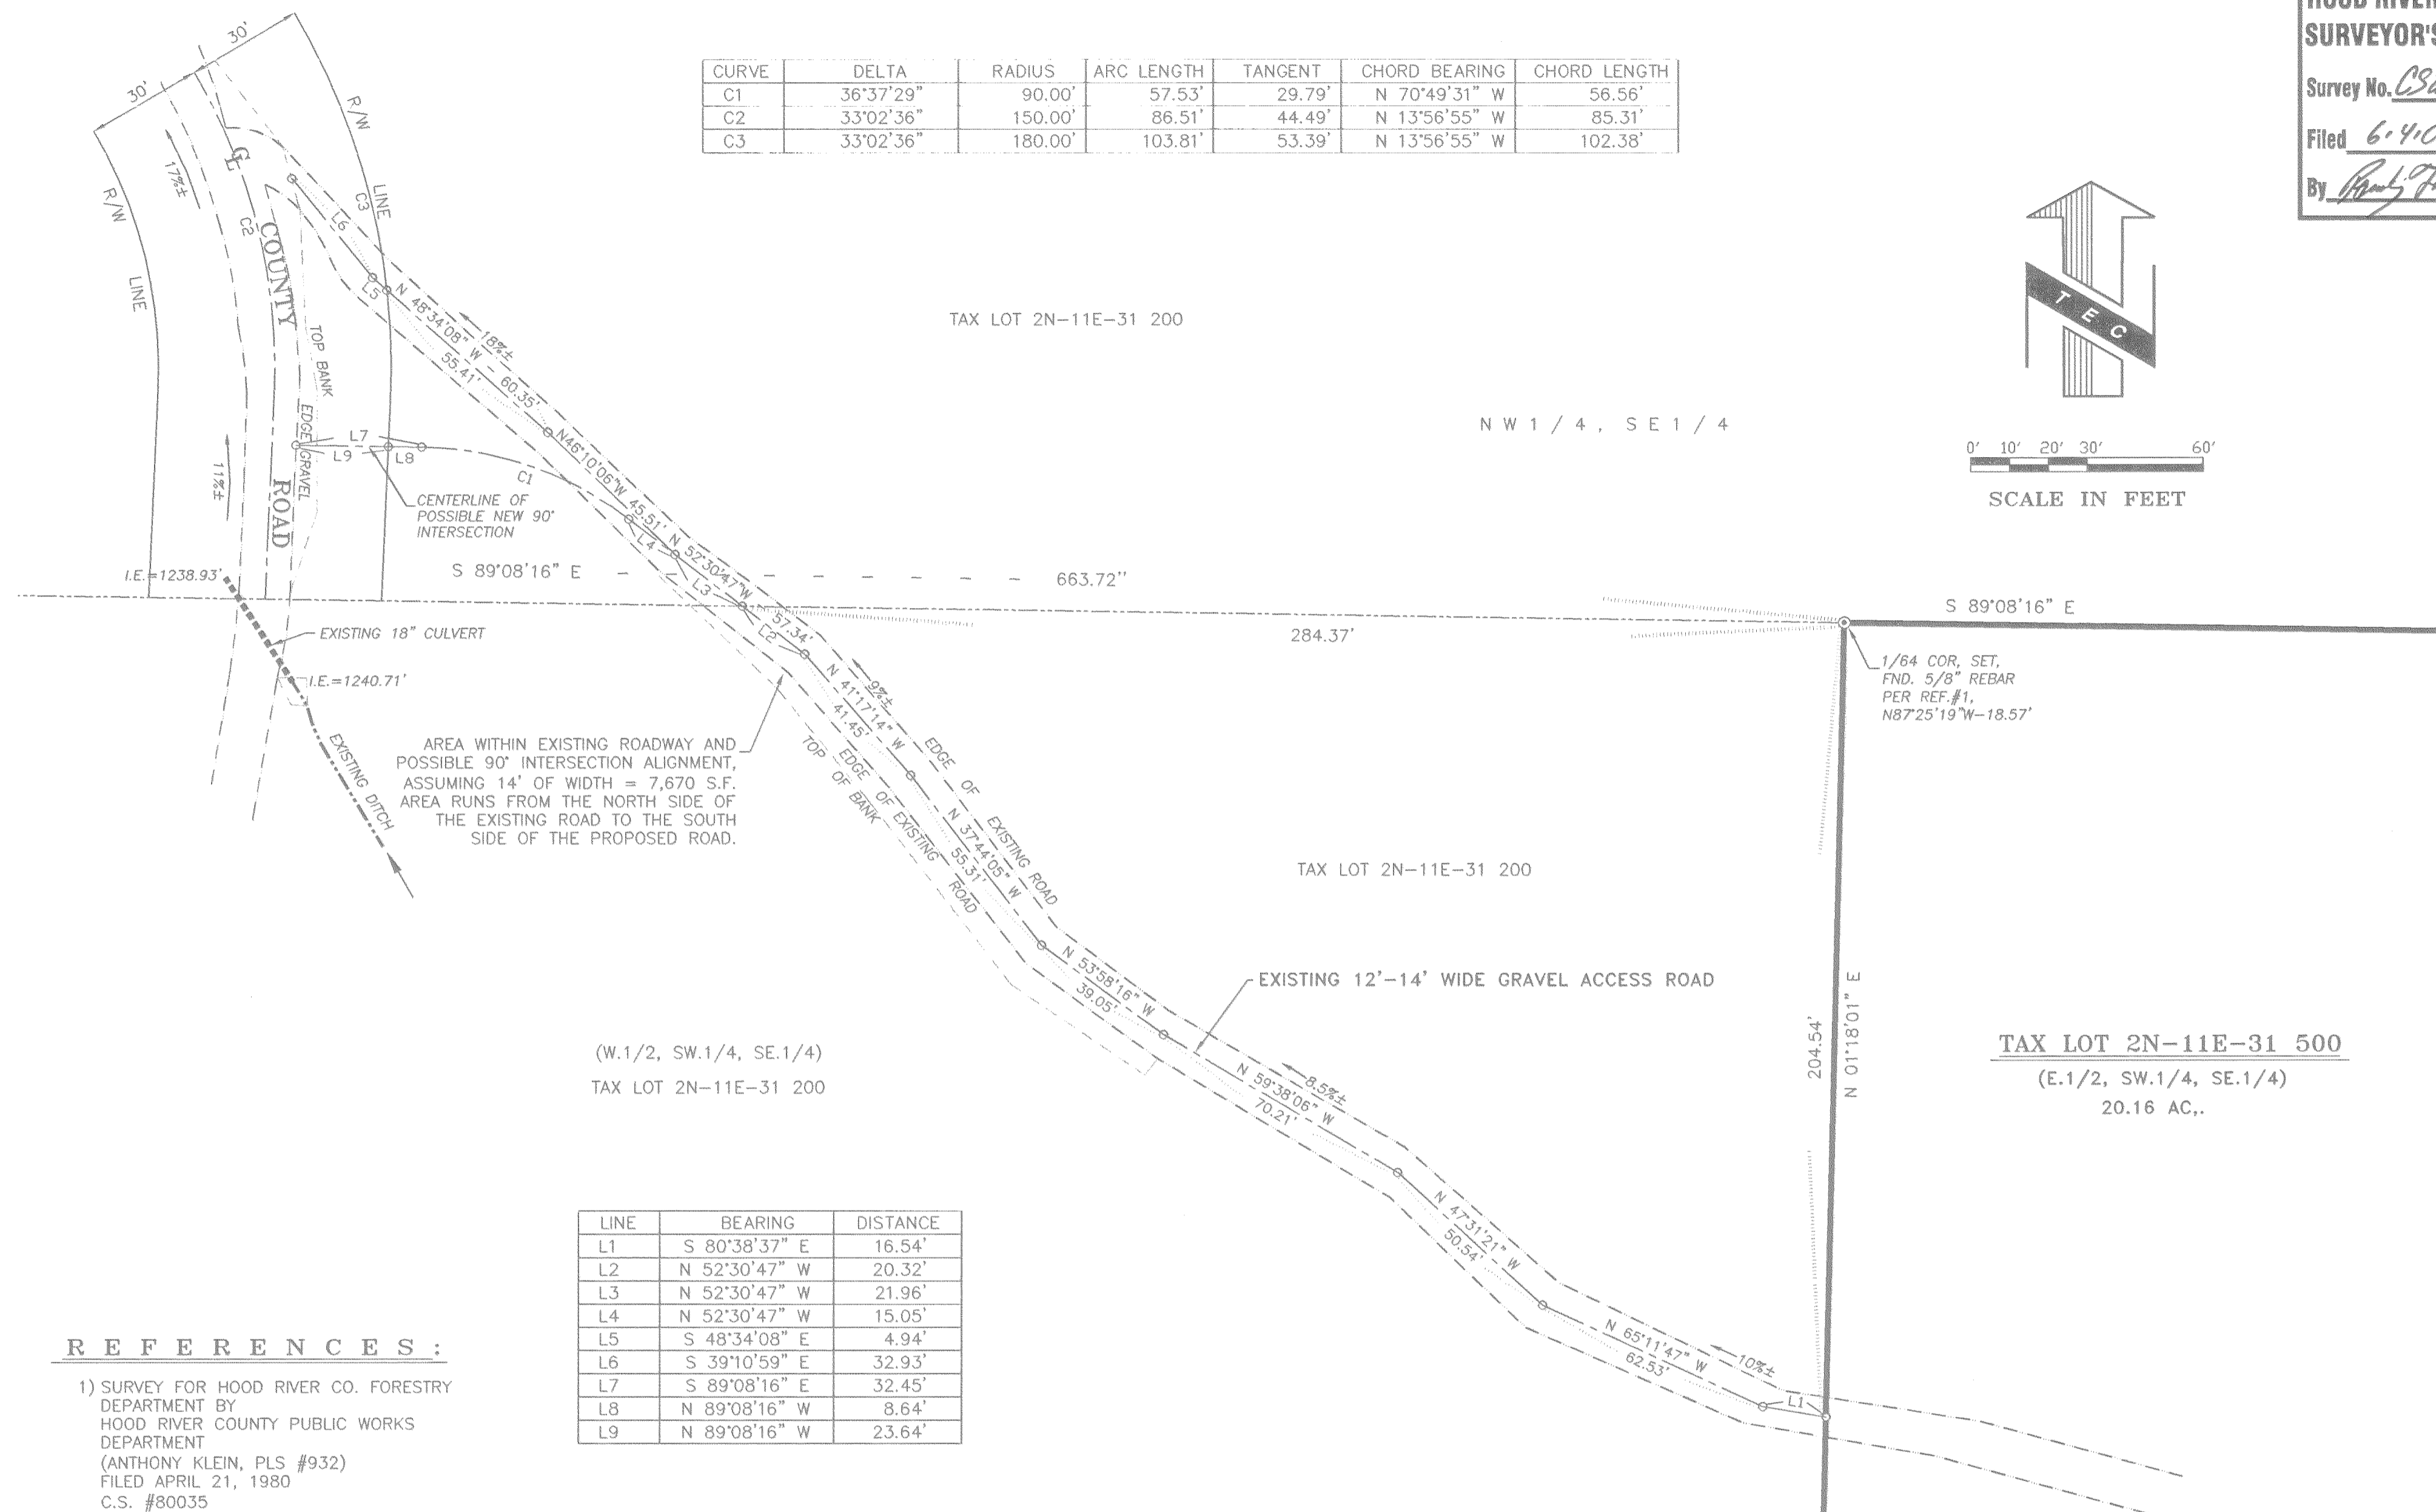 HOOD RIVER
SURVEYOR'S
Survey No.
Filed
By
CURVE DELTA RADIUS ARC LENGTH TANGENT CHORD BEARING CHORD LENGTH
C1 36°37'29" 90.00' 57.53' 29.79' N 70°49'31" W 56.56'
C2 33°02'36" 150.00' 86.51' 44.49' N 13°56'55" W 85.31'
C3 33°02'36" 180.00' 103.81' 53.39' N 13°56'55" W 102.38'
30'
30'
R/W
LINE
R/W
LINE
C3
17%±
CL
C2
COUNTY
ROAD
L6
L5
TOP BANK
EDGE GRAVEL
11%±
L7
L9
L8
C1
CENTERLINE OF
POSSIBLE NEW 90°
INTERSECTION
18%±
N 48°34'08" W - 60.35'
55.41'
N46°10'06"W 45.51'
L4
L3
N 52°30'47"W
57.34'
L2
TAX LOT 2N-11E-31 200
N W 1 / 4 , S E 1 / 4
T E C
0' 10' 20' 30' 60'
SCALE IN FEET
S 89°08'16" E - - - - - - - 663.72"
284.37'
S 89°08'16" E
I.E.=1238.93'
EXISTING 18" CULVERT
I.E.=1240.71'
EXISTING DITCH
1/64 COR, SET,
FND. 5/8" REBAR
PER REF.#1,
N87°25'19"W-18.57'
AREA WITHIN EXISTING ROADWAY AND
POSSIBLE 90° INTERSECTION ALIGNMENT,
ASSUMING 14' OF WIDTH = 7,670 S.F.
AREA RUNS FROM THE NORTH SIDE OF
THE EXISTING ROAD TO THE SOUTH
SIDE OF THE PROPOSED ROAD.
9%±
N 41°17'14" W
41.45'
EDGE OF EXISTING ROAD
EDGE OF EXISTING ROAD
TOP OF BANK
N 37°44'05" W
55.31'
TAX LOT 2N-11E-31 200
N 53°58'16" W
39.05'
EXISTING 12'-14' WIDE GRAVEL ACCESS ROAD
8.5%±
N 59°38'06" W
70.21'
N 47°31'21" W
50.54'
N 65°11'47" W
62.53'
10%±
L1
204.54'
N 01°18'01" E
TAX LOT 2N-11E-31 500
(E.1/2, SW.1/4, SE.1/4)
20.16 AC,.
(W.1/2, SW.1/4, SE.1/4)
TAX LOT 2N-11E-31 200
LINE BEARING DISTANCE
L1 S 80°38'37" E 16.54'
L2 N 52°30'47" W 20.32'
L3 N 52°30'47" W 21.96'
L4 N 52°30'47" W 15.05'
L5 S 48°34'08" E 4.94'
L6 S 39°10'59" E 32.93'
L7 S 89°08'16" E 32.45'
L8 N 89°08'16" W 8.64'
L9 N 89°08'16" W 23.64'
R E F E R E N C E S :
1) SURVEY FOR HOOD RIVER CO. FORESTRY
DEPARTMENT BY
HOOD RIVER COUNTY PUBLIC WORKS
DEPARTMENT
(ANTHONY KLEIN, PLS #932)
FILED APRIL 21, 1980
C.S. #80035